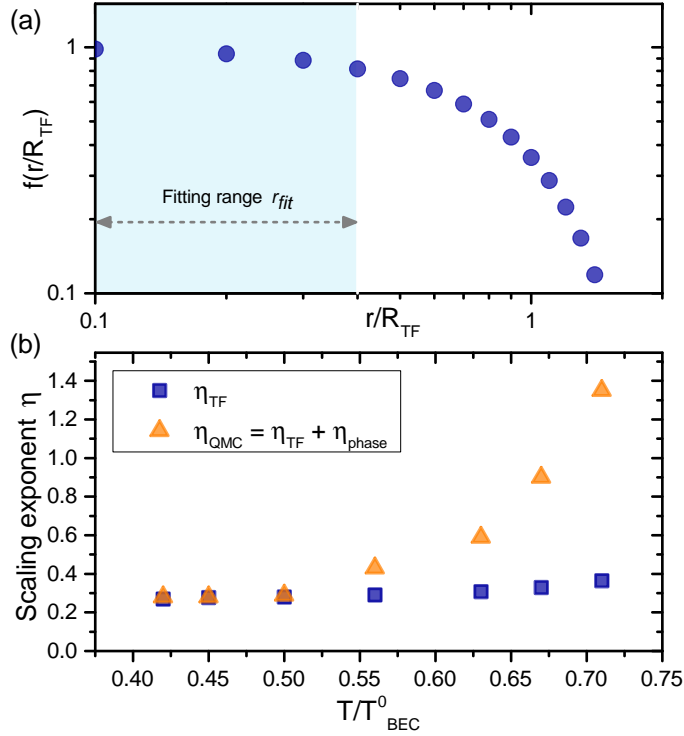 (a)
1
0.1
f(r/R_TF)
Fitting range r_fit
0.1
1
r/R_TF
(b)
1.4
1.2
1.0
0.8
0.6
0.4
0.2
0.0
Scaling exponent η
η_TF
η_QMC = η_TF + η_phase
0.40 0.45 0.50 0.55 0.60 0.65 0.70 0.75
T/T^0_BEC